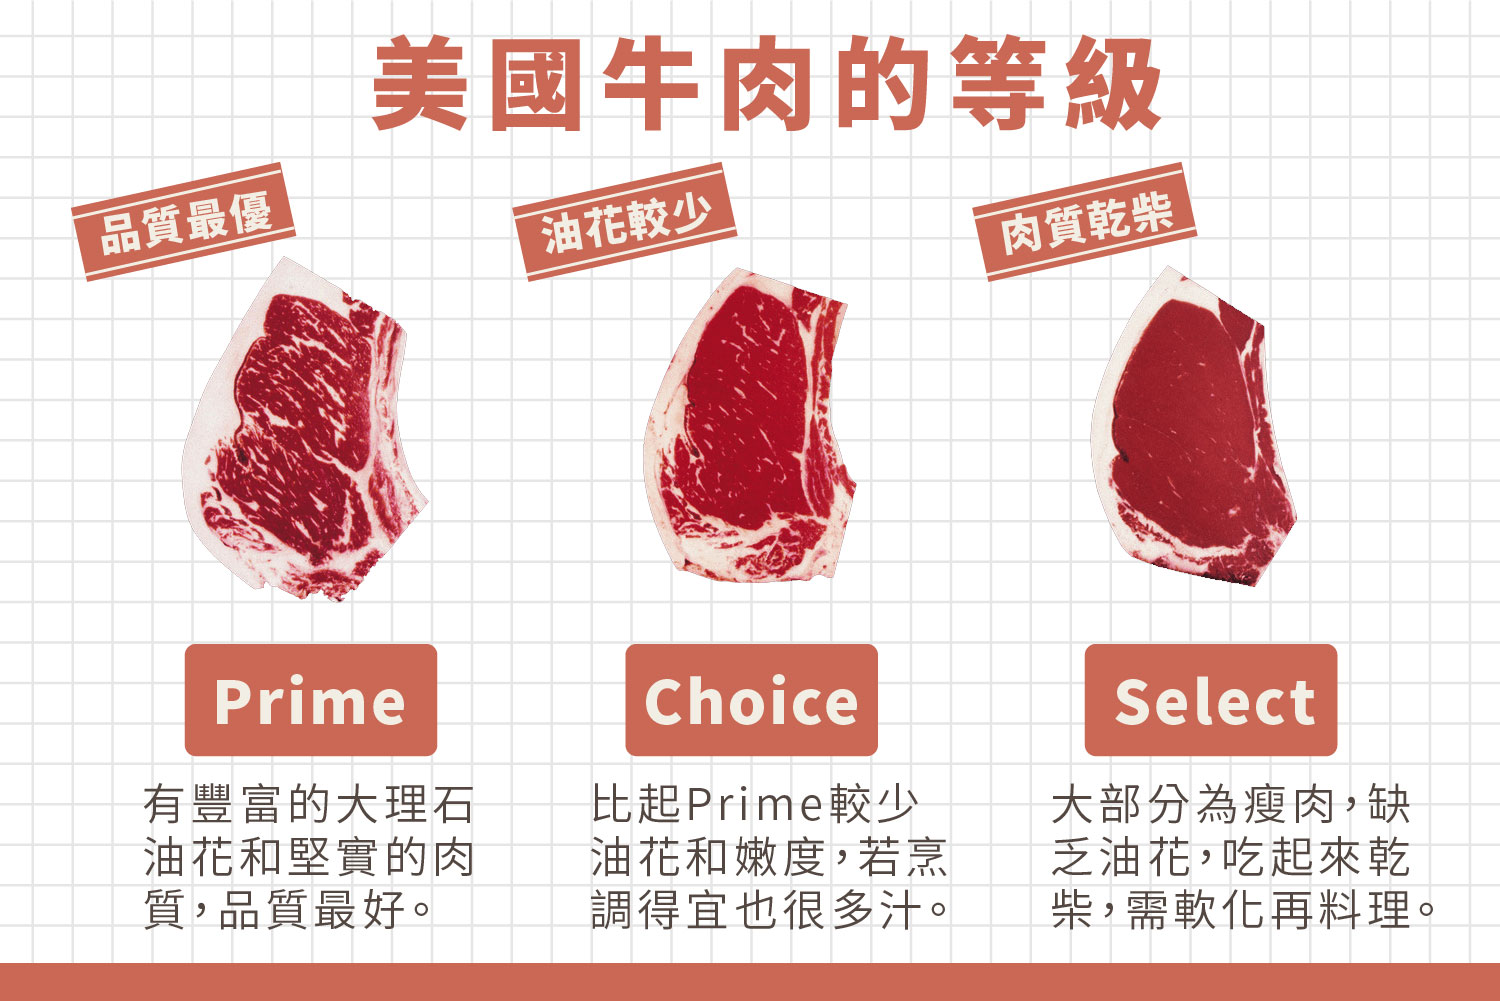 美國牛肉的等級
品質最優
油花較少
肉質乾柴
Prime
Choice
Select
有豐富的大理石
油花和堅實的肉
質，品質最好。
比起Prime較少
油花和嫩度，若烹
調得宜也很多汁。
大部分為瘦肉，缺
乏油花，吃起來乾
柴，需軟化再料理。